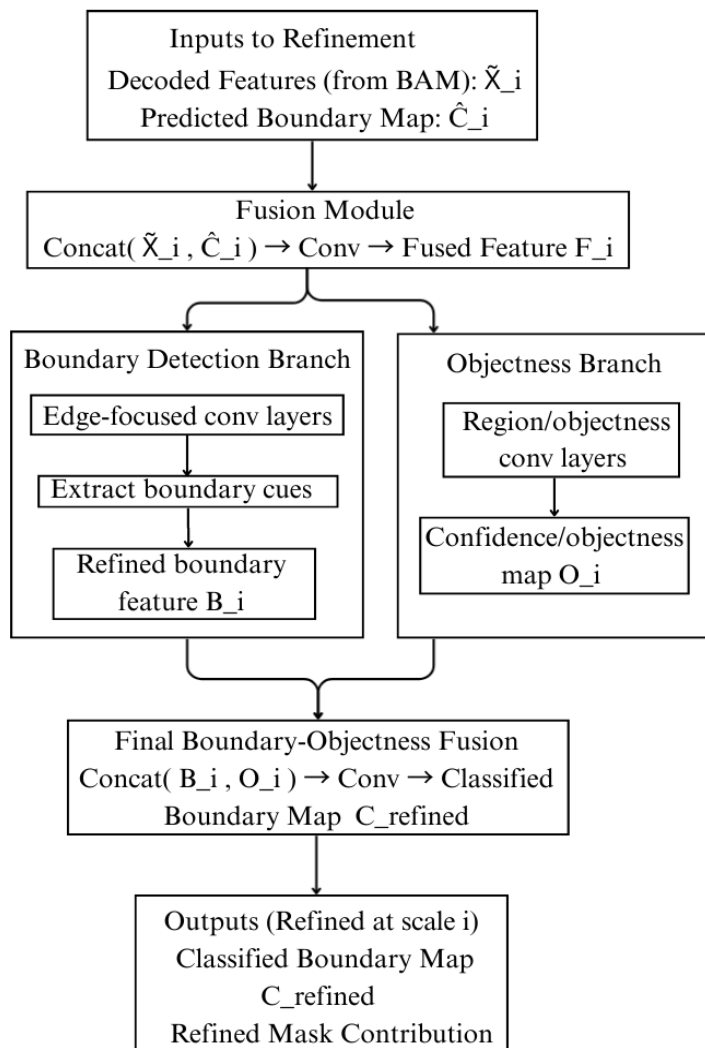 Inputs to Refinement
Decoded Features (from BAM): X̃_i
Predicted Boundary Map: Ĉ_i
Fusion Module
Concat( X̃_i , Ĉ_i ) → Conv → Fused Feature F_i
Boundary Detection Branch
Edge-focused conv layers
Extract boundary cues
Refined boundary
feature B_i
Objectness Branch
Region/objectness
conv layers
Confidence/objectness
map O_i
Final Boundary-Objectness Fusion
Concat( B_i , O_i ) → Conv → Classified
Boundary Map C_refined
Outputs (Refined at scale i)
Classified Boundary Map
C_refined
Refined Mask Contribution